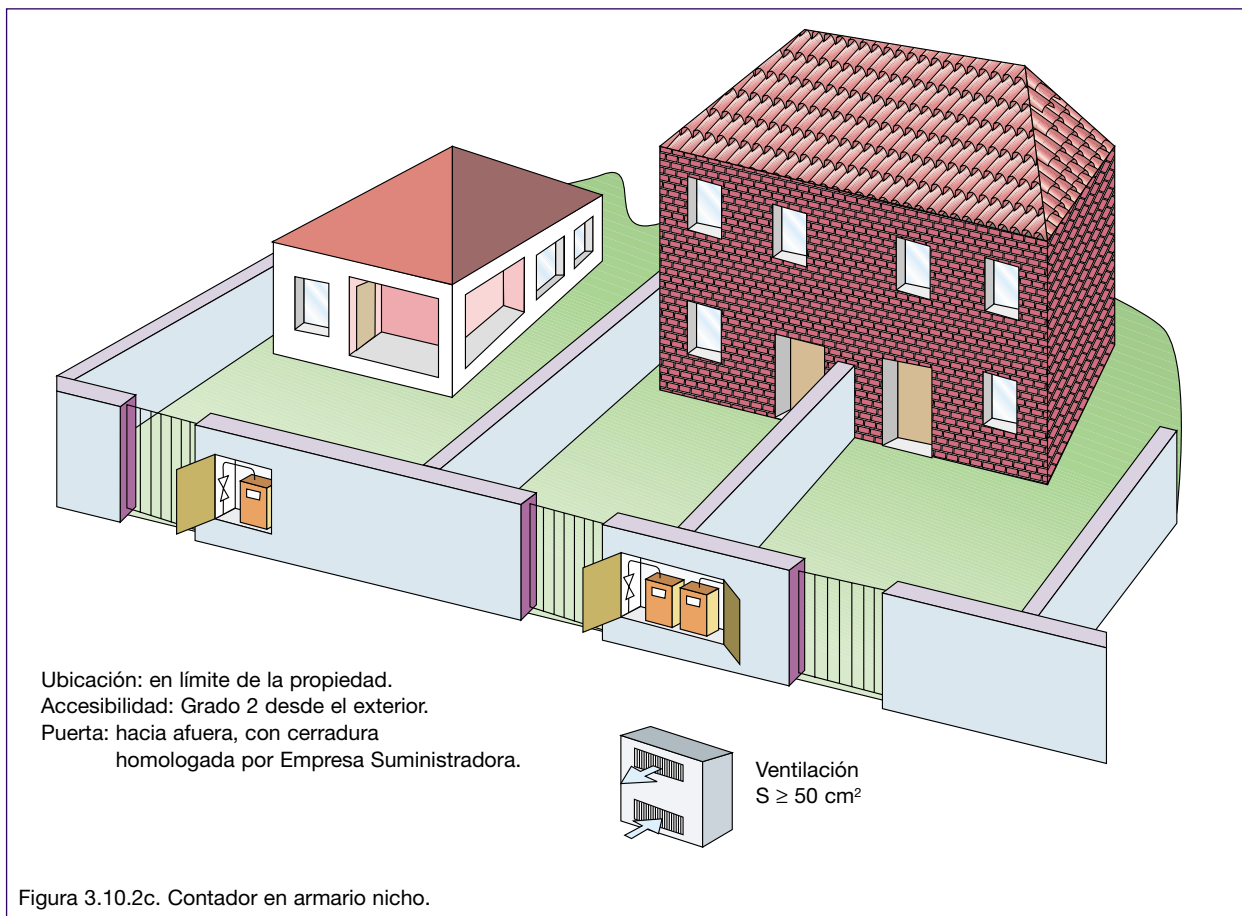 Ubicación: en límite de la propiedad.
Accesibilidad: Grado 2 desde el exterior.
Puerta: hacia afuera, con cerradura
homologada por Empresa Suministradora.
Ventilación
S ≥ 50 cm²
Figura 3.10.2c. Contador en armario nicho.